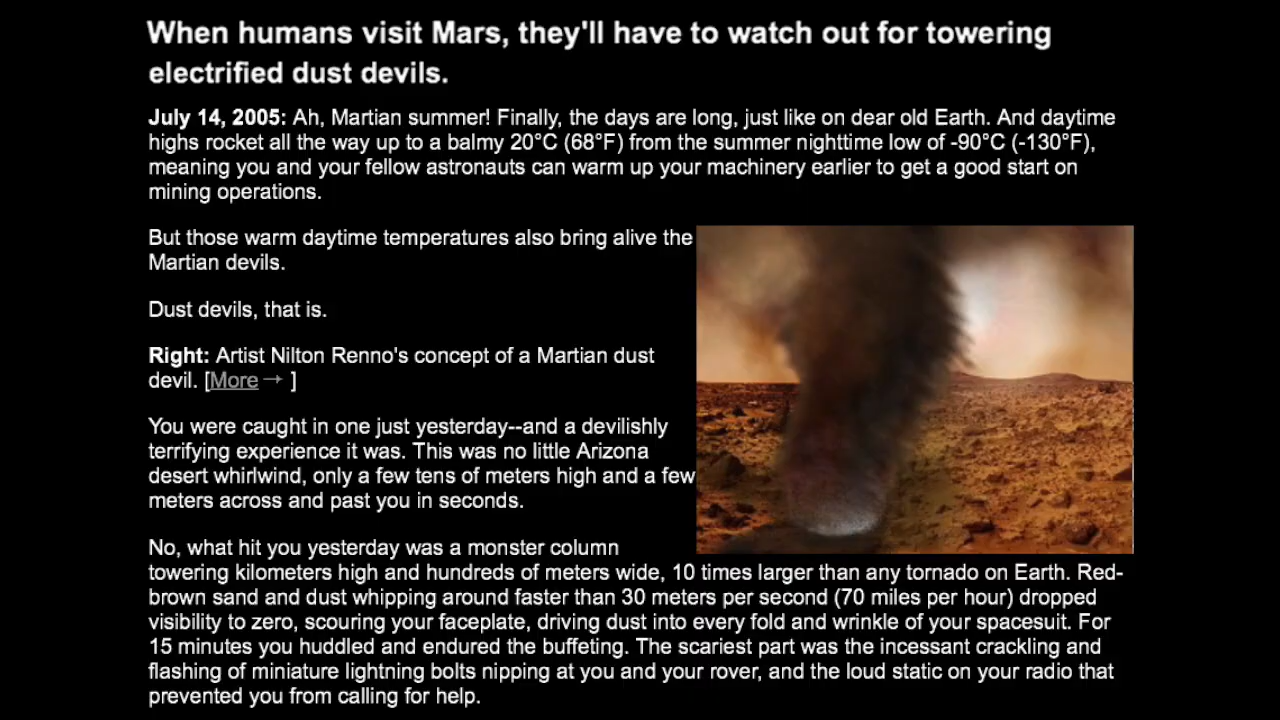 When humans visit Mars, they'll have to watch out for towering
electrified dust devils.
July 14, 2005: Ah, Martian summer! Finally, the days are long, just like on dear old Earth. And daytime
highs rocket all the way up to a balmy 20°C (68°F) from the summer nighttime low of -90°C (-130°F),
meaning you and your fellow astronauts can warm up your machinery earlier to get a good start on
mining operations.
But those warm daytime temperatures also bring alive the
Martian devils.
Dust devils, that is.
Right: Artist Nilton Renno's concept of a Martian dust
devil. [More→ ]
You were caught in one just yesterday--and a devilishly
terrifying experience it was. This was no little Arizona
desert whirlwind, only a few tens of meters high and a few
meters across and past you in seconds.
No, what hit you yesterday was a monster column
towering kilometers high and hundreds of meters wide, 10 times larger than any tornado on Earth. Red-
brown sand and dust whipping around faster than 30 meters per second (70 miles per hour) dropped
visibility to zero, scouring your faceplate, driving dust into every fold and wrinkle of your spacesuit. For
15 minutes you huddled and endured the buffeting. The scariest part was the incessant crackling and
flashing of miniature lightning bolts nipping at you and your rover, and the loud static on your radio that
prevented you from calling for help.